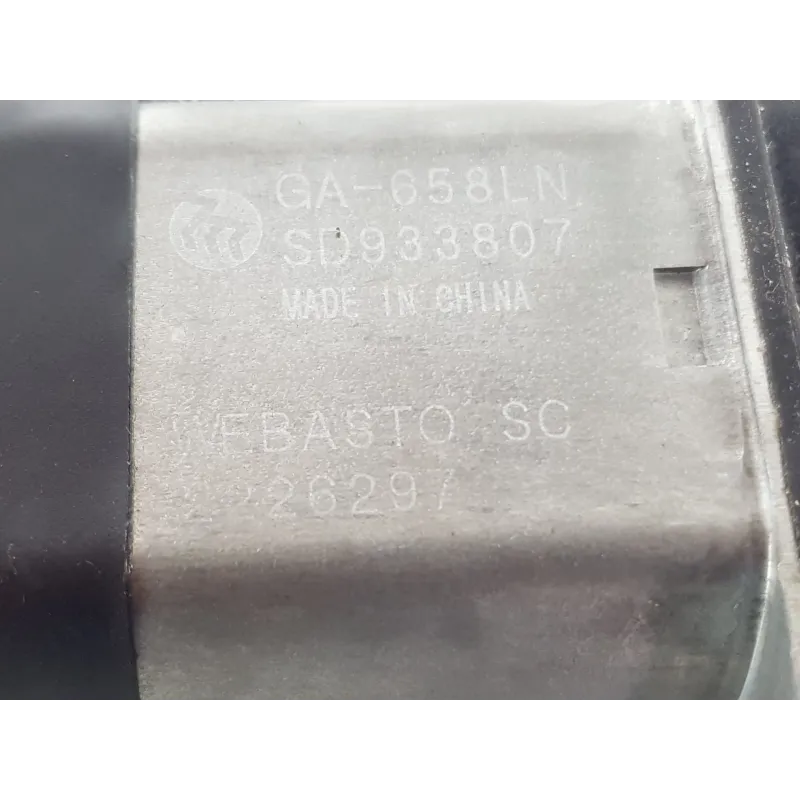 GA-658LN
SD933807
MADE IN CHINA
EBASTO SC
26297